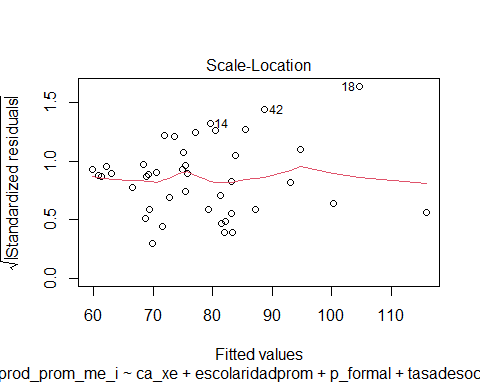 Scale-Location
√|Standardized residuals|
0.0 0.5 1.0 1.5
18
42
14
60 70 80 90 100 110
Fitted values
prod_prom_me_i ~ ca_xe + escolaridadprom + p_formal + tasadesoc